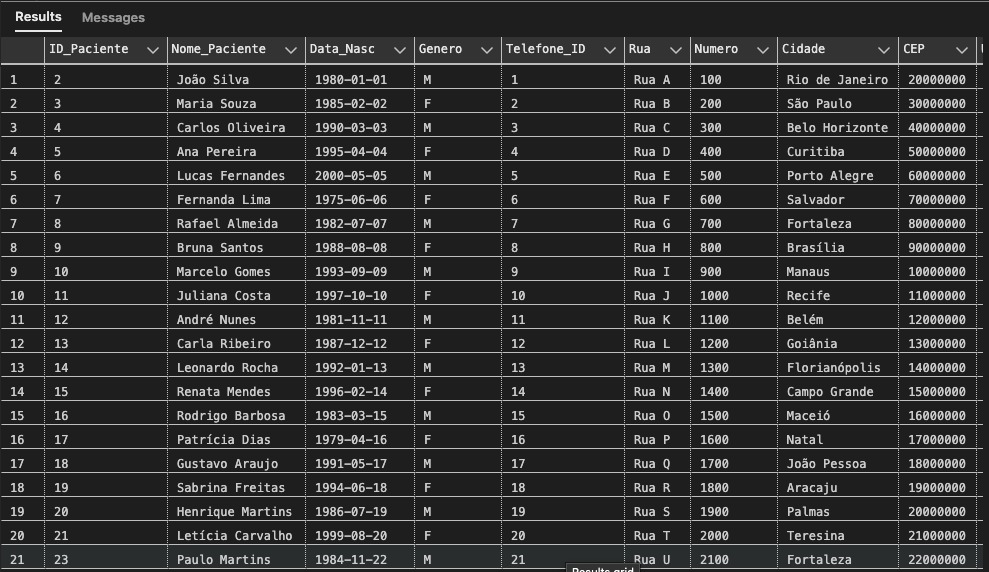 Results Messages
ID_Paciente Nome_Paciente Data_Nasc Genero Telefone_ID Rua Numero Cidade CEP
1 2 João Silva 1980-01-01 M 1 Rua A 100 Rio de Janeiro 20000000
2 3 Maria Souza 1985-02-02 F 2 Rua B 200 São Paulo 30000000
3 4 Carlos Oliveira 1990-03-03 M 3 Rua C 300 Belo Horizonte 40000000
4 5 Ana Pereira 1995-04-04 F 4 Rua D 400 Curitiba 50000000
5 6 Lucas Fernandes 2000-05-05 M 5 Rua E 500 Porto Alegre 60000000
6 7 Fernanda Lima 1975-06-06 F 6 Rua F 600 Salvador 70000000
7 8 Rafael Almeida 1982-07-07 M 7 Rua G 700 Fortaleza 80000000
8 9 Bruna Santos 1988-08-08 F 8 Rua H 800 Brasília 90000000
9 10 Marcelo Gomes 1993-09-09 M 9 Rua I 900 Manaus 10000000
10 11 Juliana Costa 1997-10-10 F 10 Rua J 1000 Recife 11000000
11 12 André Nunes 1981-11-11 M 11 Rua K 1100 Belém 12000000
12 13 Carla Ribeiro 1987-12-12 F 12 Rua L 1200 Goiânia 13000000
13 14 Leonardo Rocha 1992-01-13 M 13 Rua M 1300 Florianópolis 14000000
14 15 Renata Mendes 1996-02-14 F 14 Rua N 1400 Campo Grande 15000000
15 16 Rodrigo Barbosa 1983-03-15 M 15 Rua O 1500 Maceió 16000000
16 17 Patrícia Dias 1979-04-16 F 16 Rua P 1600 Natal 17000000
17 18 Gustavo Araujo 1991-05-17 M 17 Rua Q 1700 João Pessoa 18000000
18 19 Sabrina Freitas 1994-06-18 F 18 Rua R 1800 Aracaju 19000000
19 20 Henrique Martins 1986-07-19 M 19 Rua S 1900 Palmas 20000000
20 21 Letícia Carvalho 1999-08-20 F 20 Rua T 2000 Teresina 21000000
21 23 Paulo Martins 1984-11-22 M 21 Rua U 2100 Fortaleza 22000000
Results grid